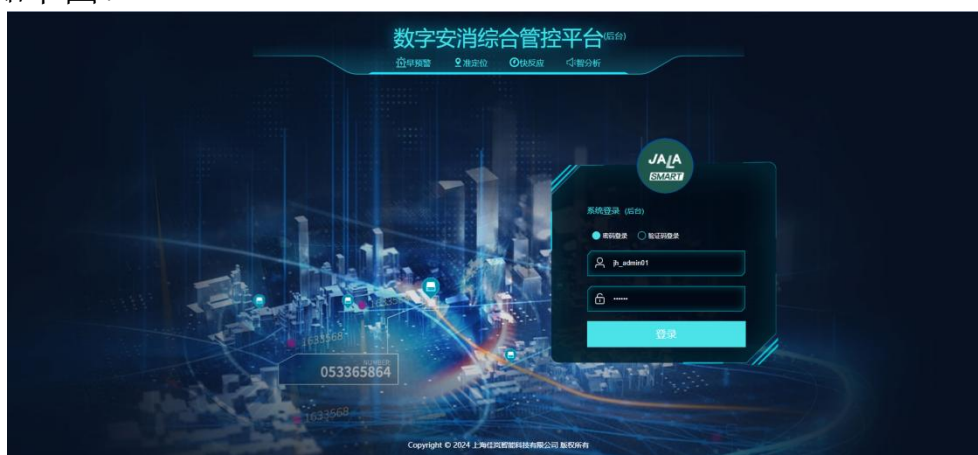 数字安消综合管控平台(后台)
早预警 准定位 快反应 智分析
JALA
SMART
系统登录 (后台)
密码登录 验证码登录
jh_admin01
······
登录
1633568
NUMBER
053365864
1633568
Copyright © 2024 上海佳岚智能科技有限公司 版权所有